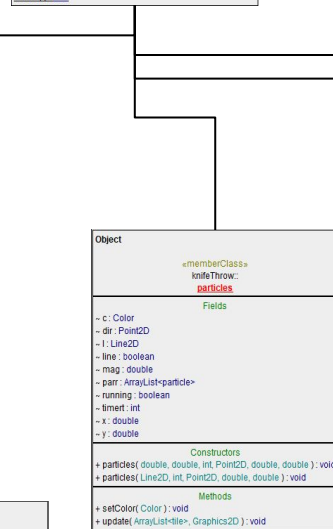 Object
«memberClass»
knifeThrow::
particles
Fields
~ c : Color
~ dir : Point2D
~ l : Line2D
~ line : boolean
~ mag : double
~ parr : ArrayList<particle>
~ running : boolean
~ timert : int
~ x : double
~ y : double
Constructors
+ particles( double, double, int, Point2D, double, double ) : void
+ particles( Line2D, int, Point2D, double, double ) : void
Methods
+ setColor( Color ) : void
+ update( ArrayList<tile>, Graphics2D ) : void